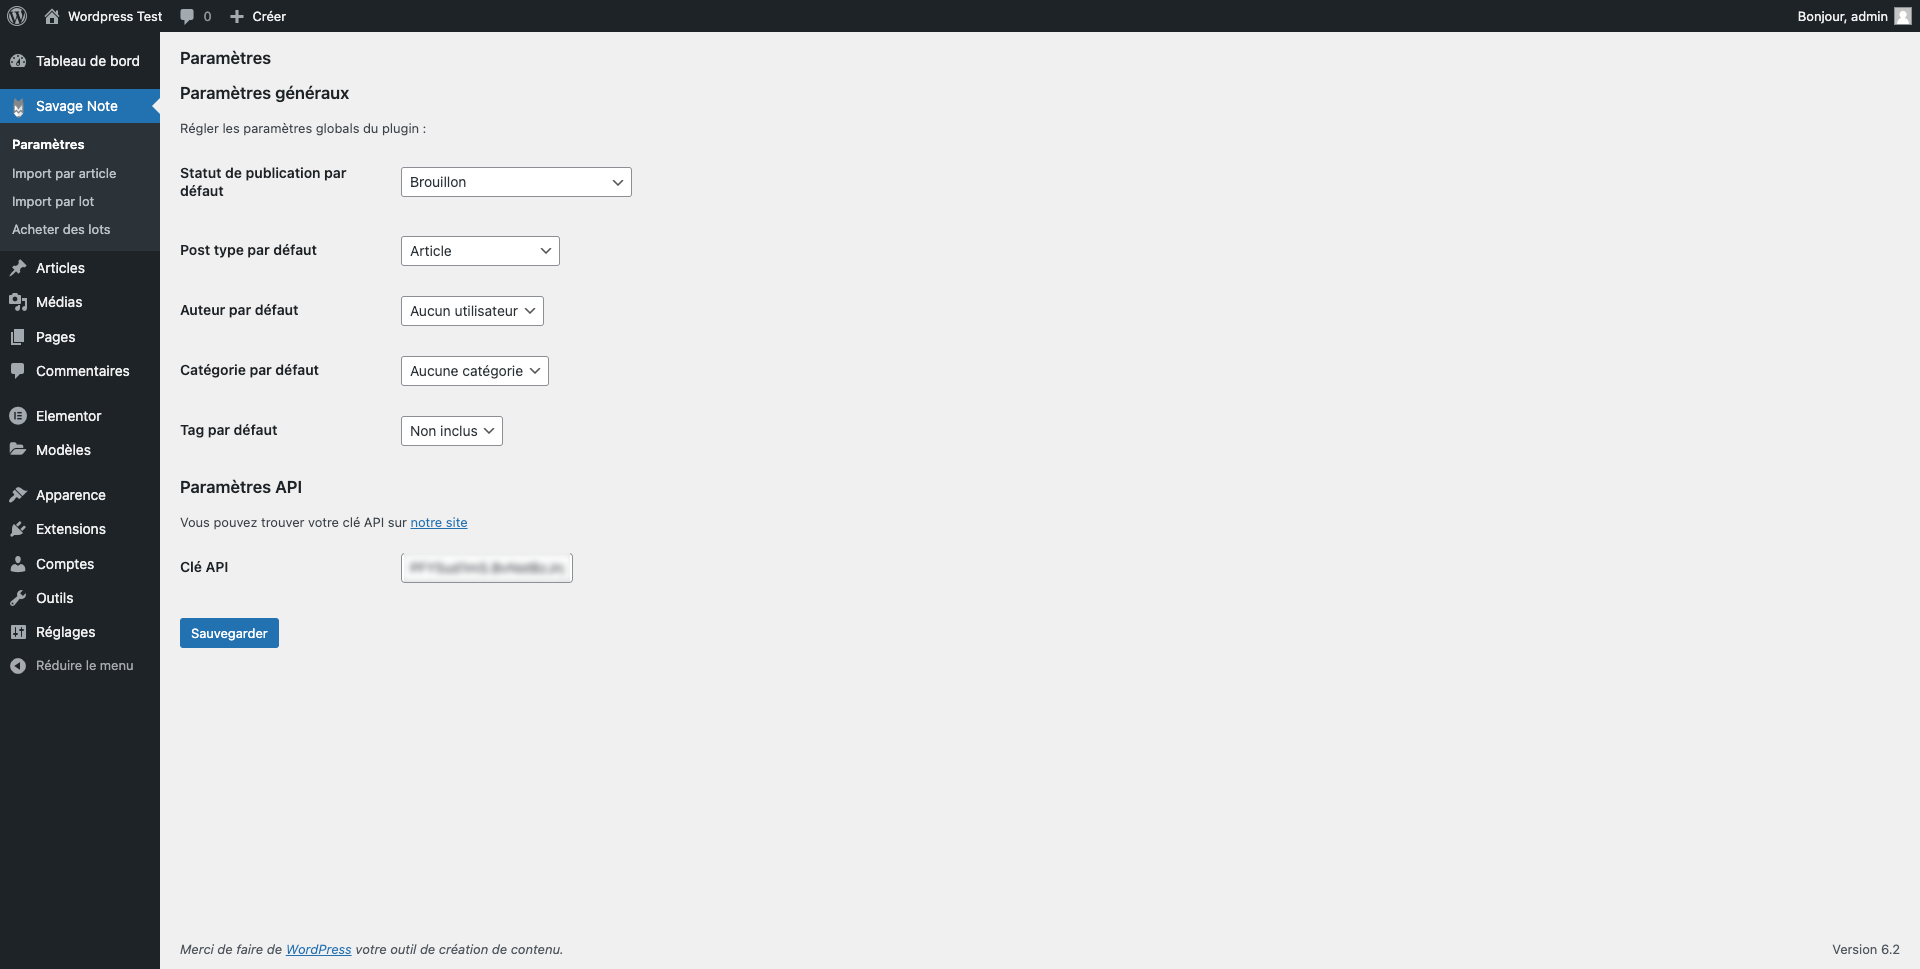 Wordpress Test
0
Créer
Bonjour, admin
Tableau de bord
Savage Note
Paramètres
Import par article
Import par lot
Acheter des lots
Articles
Médias
Pages
Commentaires
Elementor
Modèles
Apparence
Extensions
Comptes
Outils
Réglages
Réduire le menu
Paramètres
Paramètres généraux
Régler les paramètres globals du plugin :
Statut de publication par
défaut
Brouillon
Post type par défaut
Article
Auteur par défaut
Aucun utilisateur
Catégorie par défaut
Aucune catégorie
Tag par défaut
Non inclus
Paramètres API
Vous pouvez trouver votre clé API sur notre site
Clé API
Sauvegarder
Merci de faire de WordPress votre outil de création de contenu.
Version 6.2